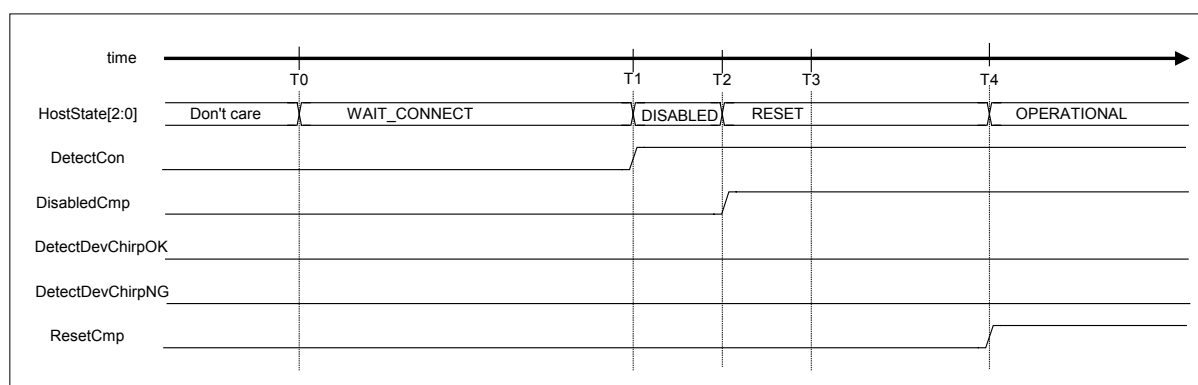 time
T0 T1 T2 T3 T4
HostState[2:0] Don't care WAIT_CONNECT DISABLED RESET OPERATIONAL
DetectCon
DisabledCmp
DetectDevChirpOK
DetectDevChirpNG
ResetCmp